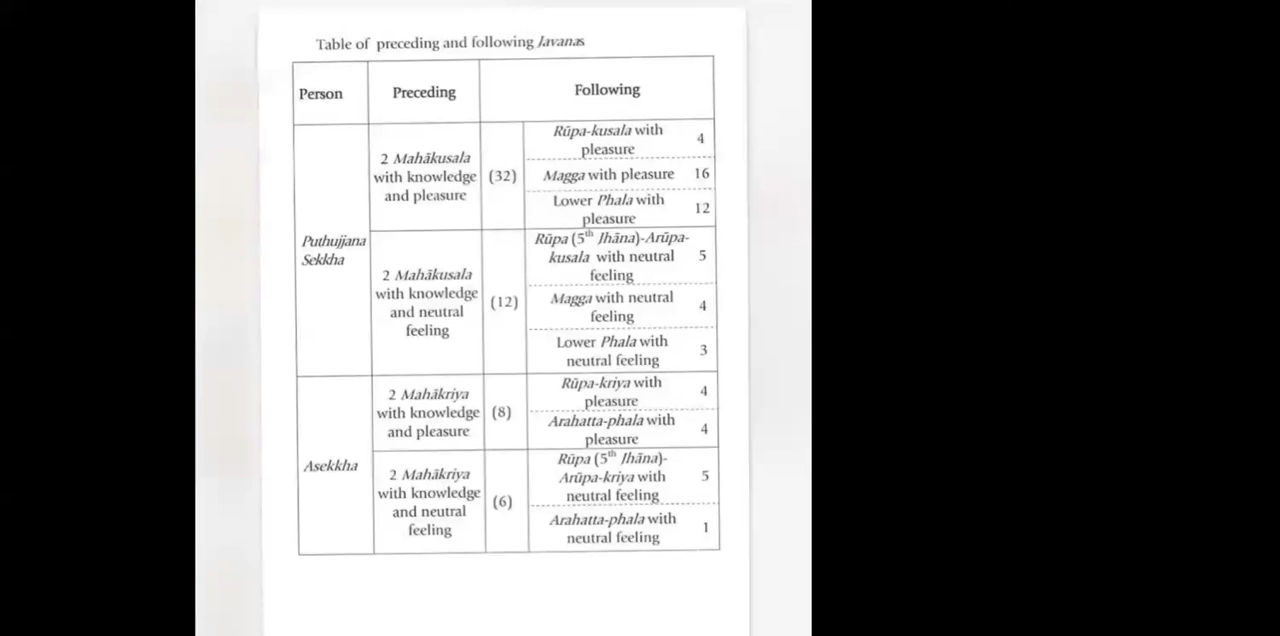 Table of preceding and following Javanas
Person Preceding Following
2 Mahākusala
with knowledge
and pleasure
(32)
Rūpa-kusala with
pleasure
4
Magga with pleasure 16
Lower Phala with
pleasure
12
Puthujjana
Sekkha
2 Mahākusala
with knowledge
and neutral
feeling
(12)
Rūpa (5th Jhāna)-Arūpa-
kusala with neutral
feeling
5
Magga with neutral
feeling
4
Lower Phala with
neutral feeling
3
Asekkha
2 Mahākriya
with knowledge
and pleasure
(8)
Rūpa-kriya with
pleasure
4
Arahatta-phala with
pleasure
4
2 Mahākriya
with knowledge
and neutral
feeling
(6)
Rūpa (5th Jhāna)-
Arūpa-kriya with
neutral feeling
5
Arahatta-phala with
neutral feeling
1